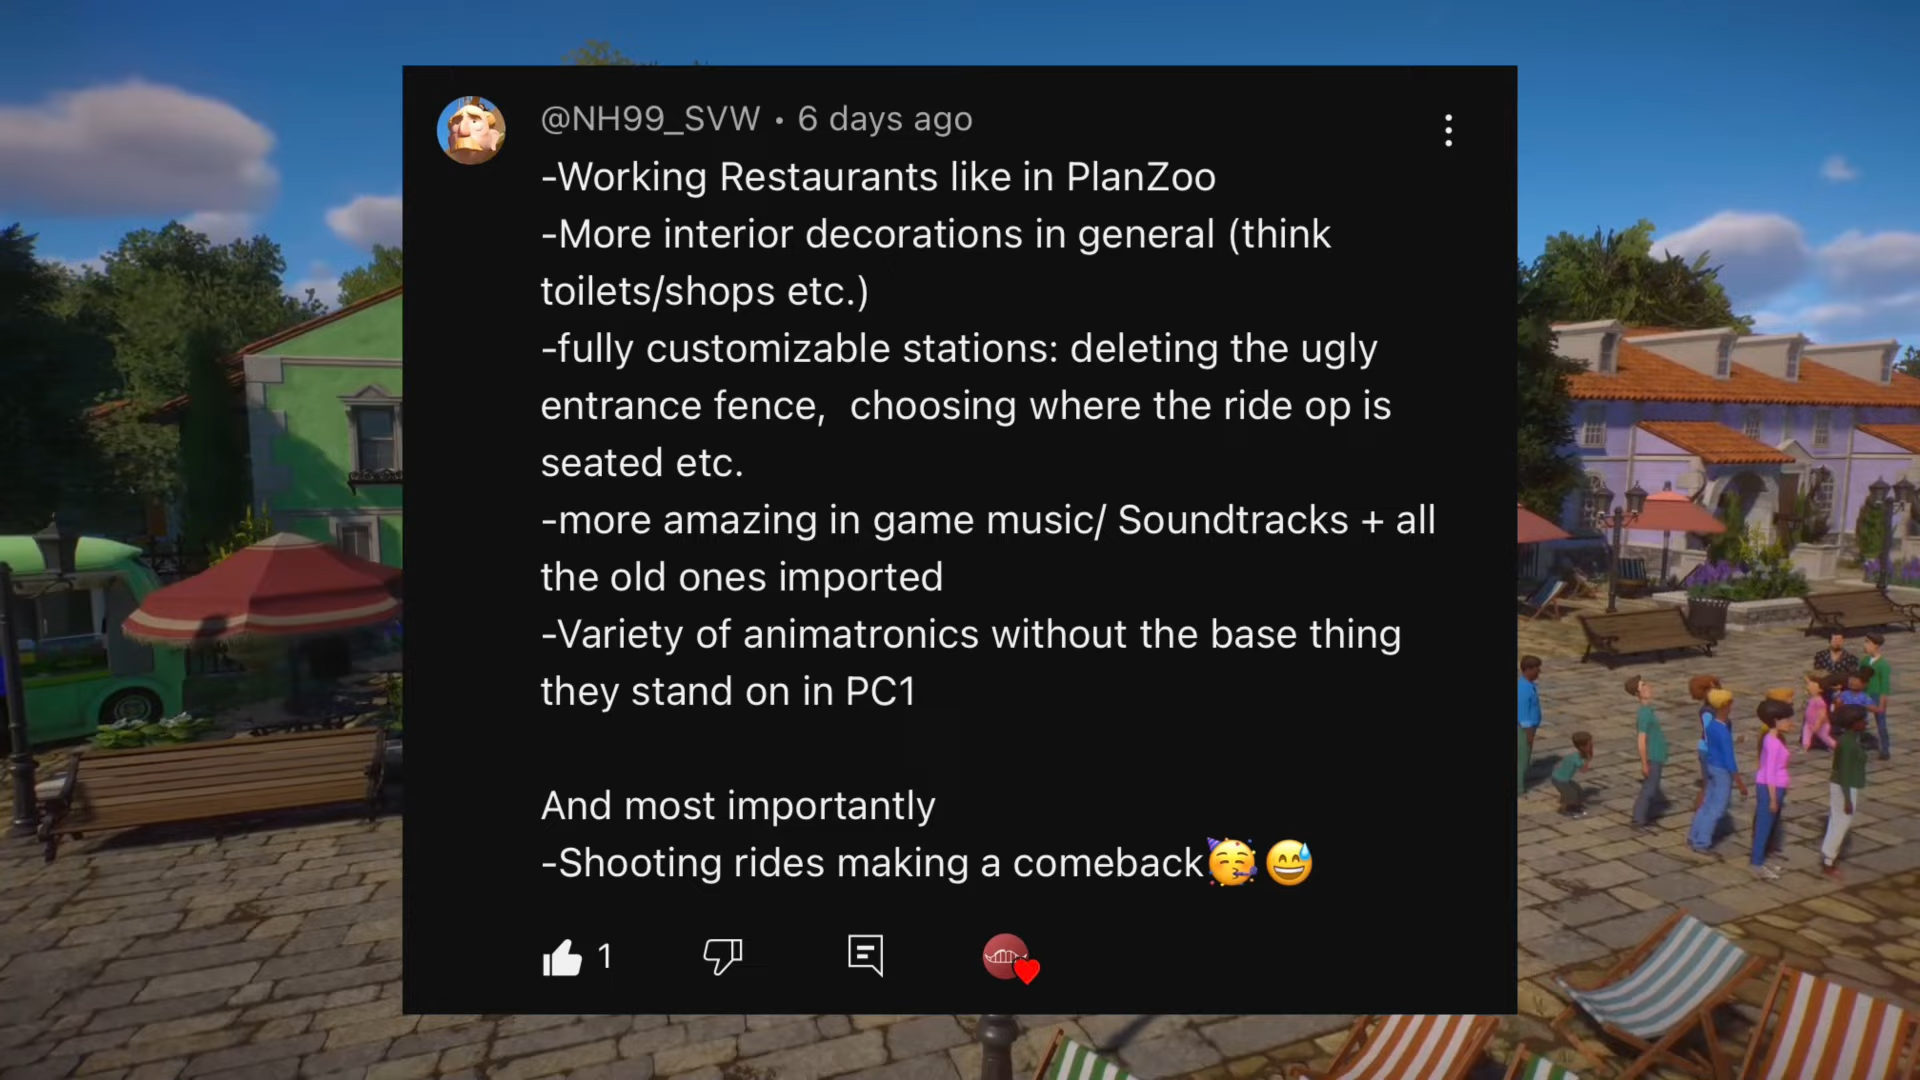 @NH99_SVW • 6 days ago
-Working Restaurants like in PlanZoo
-More interior decorations in general (think
toilets/shops etc.)
-fully customizable stations: deleting the ugly
entrance fence,  choosing where the ride op is
seated etc.
-more amazing in game music/ Soundtracks + all
the old ones imported
-Variety of animatronics without the base thing
they stand on in PC1
And most importantly
-Shooting rides making a comeback🥳😅
1